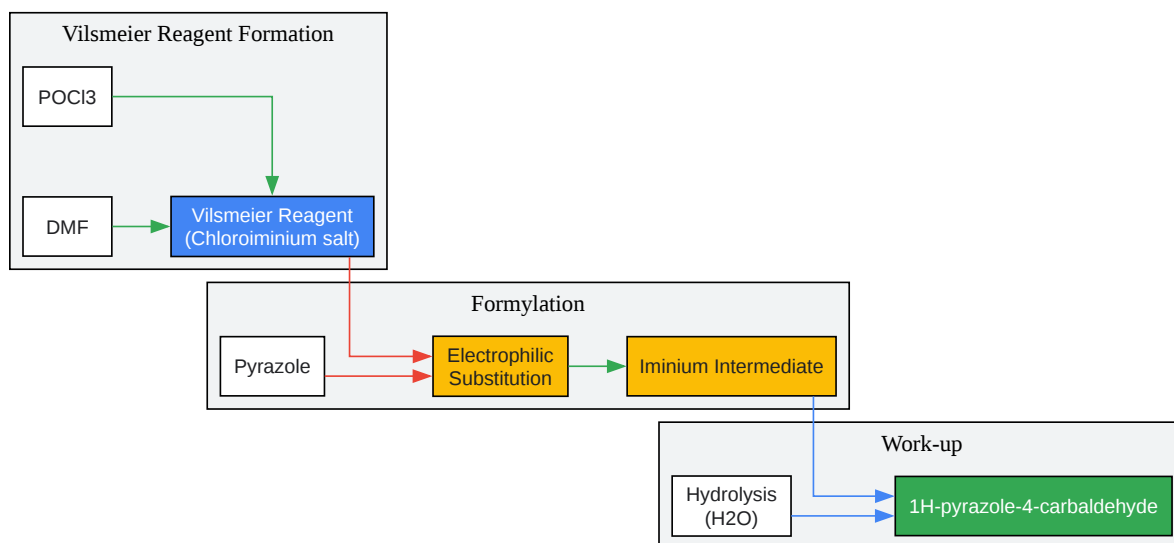 Vilsmeier Reagent Formation
POCl3
DMF
Vilsmeier Reagent
(Chloroiminium salt)
Formylation
Pyrazole
Electrophilic
Substitution
Iminium Intermediate
Work-up
Hydrolysis
(H2O)
1H-pyrazole-4-carbaldehyde